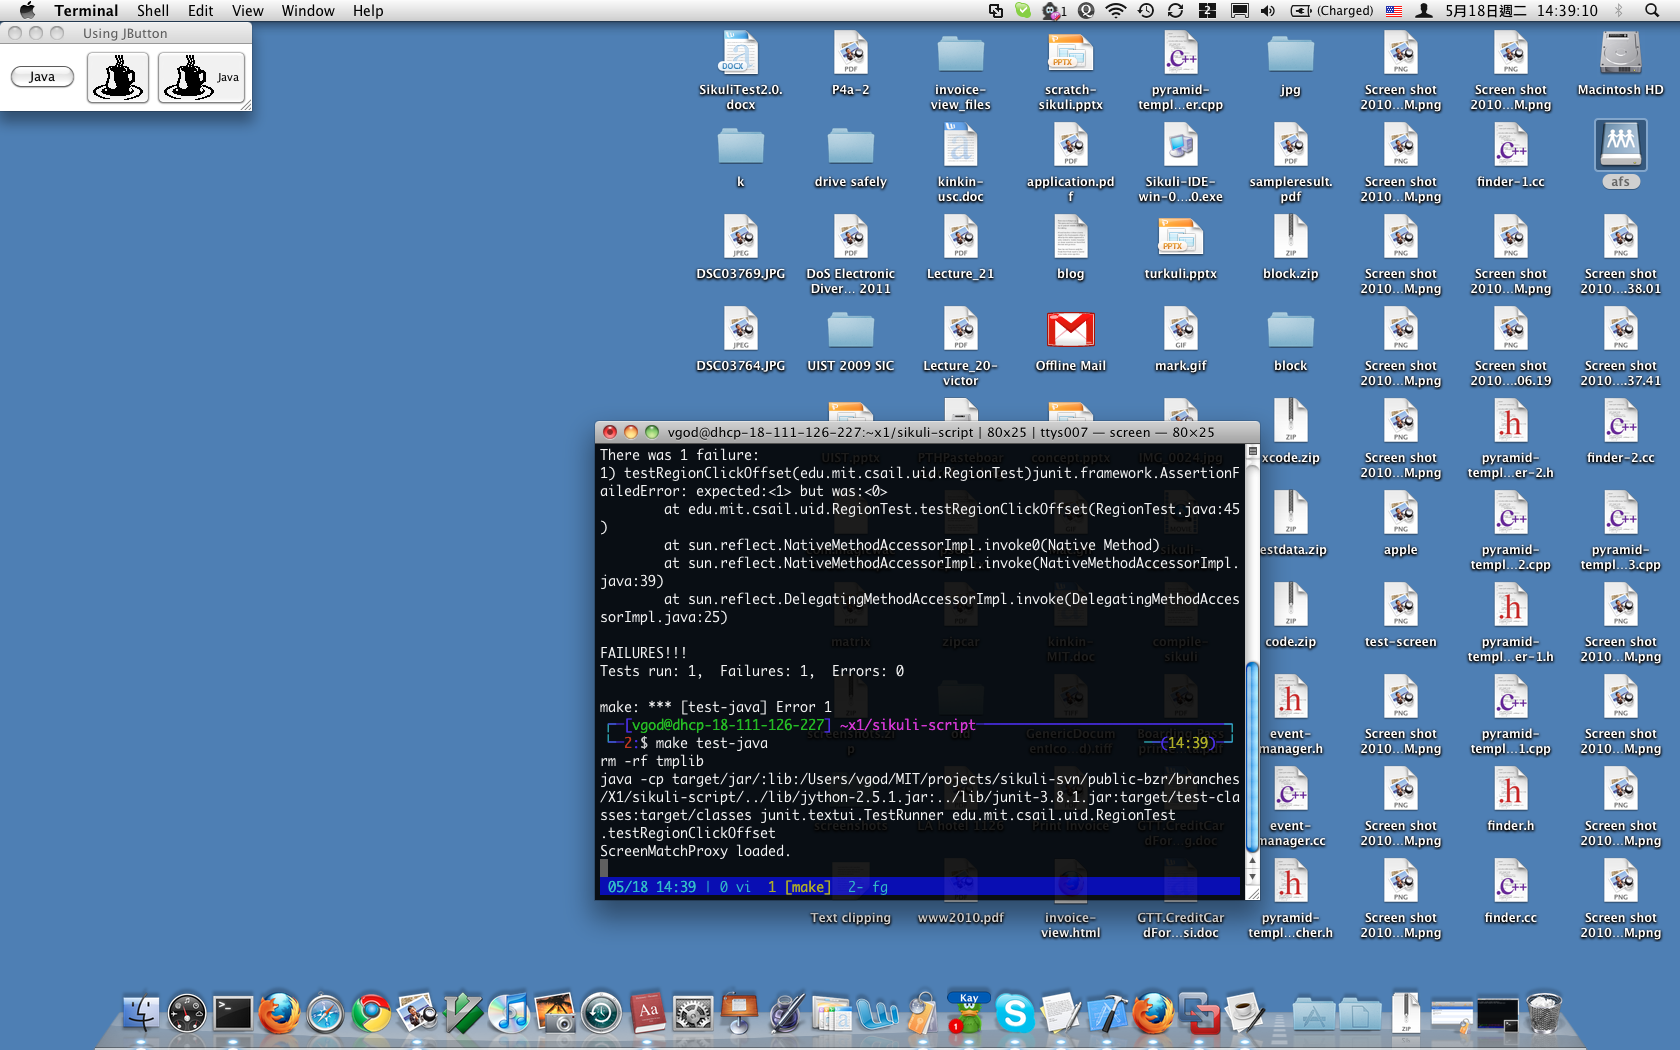 Terminal Shell Edit View Window Help
1
2
(Charged)
5月18日週二 14:39:10
Using JButton
Java
Java
SikuliTest2.0.
docx
P4a-2
invoice-
view_files
scratch-
sikuli.pptx
pyramid-
templ...er.cpp
jpg
Screen shot
2010...M.png
Screen shot
2010...M.png
Macintosh HD
k
drive safely
kinkin-
usc.doc
application.pd
f
Sikuli-IDE-
win-0....0.exe
sampleresult.
pdf
Screen shot
2010...M.png
finder-1.cc
afs
DSC03769.JPG
DoS Electronic
Diver... 2011
Lecture_21
blog
turkuli.pptx
block.zip
Screen shot
2010...M.png
Screen shot
2010...M.png
Screen shot
2010....38.01
DSC03764.JPG
UIST 2009 SIC
Lecture_20-
victor
Offline Mail
mark.gif
block
Screen shot
2010...M.png
Screen shot
2010....06.19
Screen shot
2010....37.41
xcode.zip
Screen shot
2010...M.png
pyramid-
templ...er-2.h
finder-2.cc
estdata.zip
apple
pyramid-
templ...2.cpp
pyramid-
templ...3.cpp
code.zip
test-screen
pyramid-
templ...er-1.h
Screen shot
2010...M.png
event-
manager.h
Screen shot
2010...M.png
pyramid-
templ...1.cpp
Screen shot
2010...M.png
event-
manager.cc
Screen shot
2010...M.png
finder.h
Screen shot
2010...M.png
Text clipping
www2010.pdf
invoice-
view.html
GTT.CreditCar
dFor...si.doc
pyramid-
templ...cher.h
Screen shot
2010...M.png
finder.cc
Screen shot
2010...M.png
vgod@dhcp-18-111-126-227:~x1/sikuli-script | 80x25 | ttys007 — screen — 80×25
There was 1 failure:
1) testRegionClickOffset(edu.mit.csail.uid.RegionTest)junit.framework.AssertionF
ailedError: expected:<1> but was:<0>
at edu.mit.csail.uid.RegionTest.testRegionClickOffset(RegionTest.java:45
)
at sun.reflect.NativeMethodAccessorImpl.invoke0(Native Method)
at sun.reflect.NativeMethodAccessorImpl.invoke(NativeMethodAccessorImpl.
java:39)
at sun.reflect.DelegatingMethodAccessorImpl.invoke(DelegatingMethodAcces
sorImpl.java:25)
FAILURES!!!
Tests run: 1,  Failures: 1,  Errors: 0
make: *** [test-java] Error 1
[vgod@dhcp-18-111-126-227] ~x1/sikuli-script
2:$ make test-java (14:39)
rm -rf tmplib
java -cp target/jar/:lib:/Users/vgod/MIT/projects/sikuli-svn/public-bzr/branches
/X1/sikuli-script/../lib/jython-2.5.1.jar:../lib/junit-3.8.1.jar:target/test-cla
sses:target/classes junit.textui.TestRunner edu.mit.csail.uid.RegionTest
.testRegionClickOffset
ScreenMatchProxy loaded.
05/18 14:39 | 0 vi  1 [make]  2- fg
Kay
1